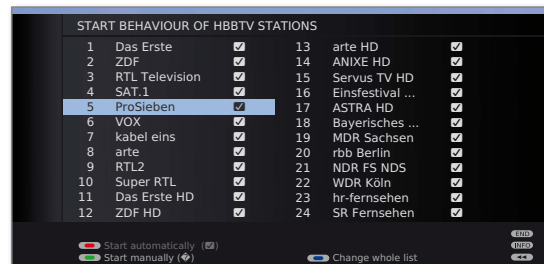 START BEHAVIOUR OF HBBTV STATIONS
1 Das Erste ☑
2 ZDF ☑
3 RTL Television ☑
4 SAT.1 ☑
5 ProSieben ☑
6 VOX ☑
7 kabel eins ☑
8 arte ☑
9 RTL2 ☑
10 Super RTL ☑
11 Das Erste HD ☑
12 ZDF HD ☑
13 arte HD ☑
14 ANIXE HD ☑
15 Servus TV HD ☑
16 Einsfestival ... ☑
17 ASTRA HD ☑
18 Bayerisches ... ☑
19 MDR Sachsen ☑
20 rbb Berlin ☑
21 NDR FS NDS ☑
22 WDR Köln ☑
23 hr-fernsehen ☑
24 SR Fernsehen ☑
Start automatically (☑)
Start manually (�)
Change whole list
END
INFO